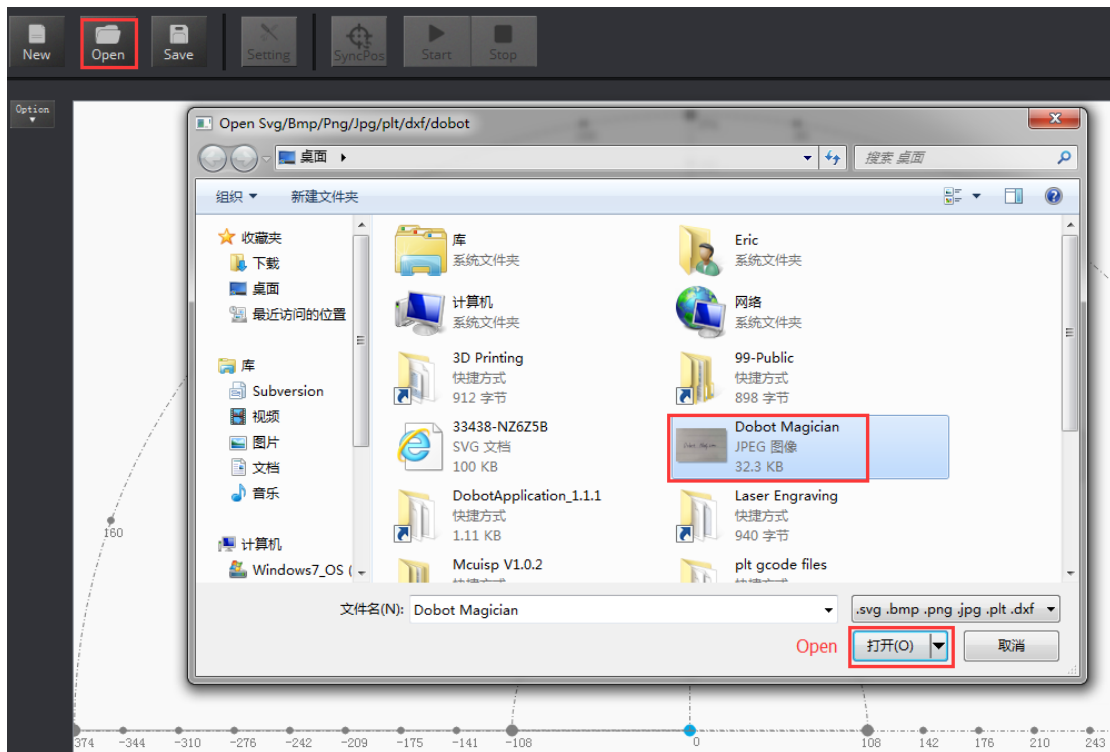 New
Open
Save
Setting
SyncPos
Start
Stop
Option
Open Svg/Bmp/Png/Jpg/plt/dxf/dobot
桌面
搜索 桌面
组织
新建文件夹
收藏夹
下载
桌面
最近访问的位置
库
Subversion
视频
图片
文档
音乐
计算机
Windows7_OS (
库
系统文件夹
Eric
系统文件夹
计算机
系统文件夹
网络
系统文件夹
3D Printing
快捷方式
912 字节
99-Public
快捷方式
898 字节
33438-NZ6Z5B
SVG 文档
100 KB
Dobot Magician
JPEG 图像
32.3 KB
DobotApplication_1.1.1
快捷方式
1.11 KB
Laser Engraving
快捷方式
940 字节
Mcuisp V1.0.2
plt gcode files
文件名(N):
Dobot Magician
.svg .bmp .png .jpg .plt .dxf
Open
打开(O)
取消
160
374 -344 -310 -276 -242 -209 -175 -141 -108 0 108 142 176 210 243